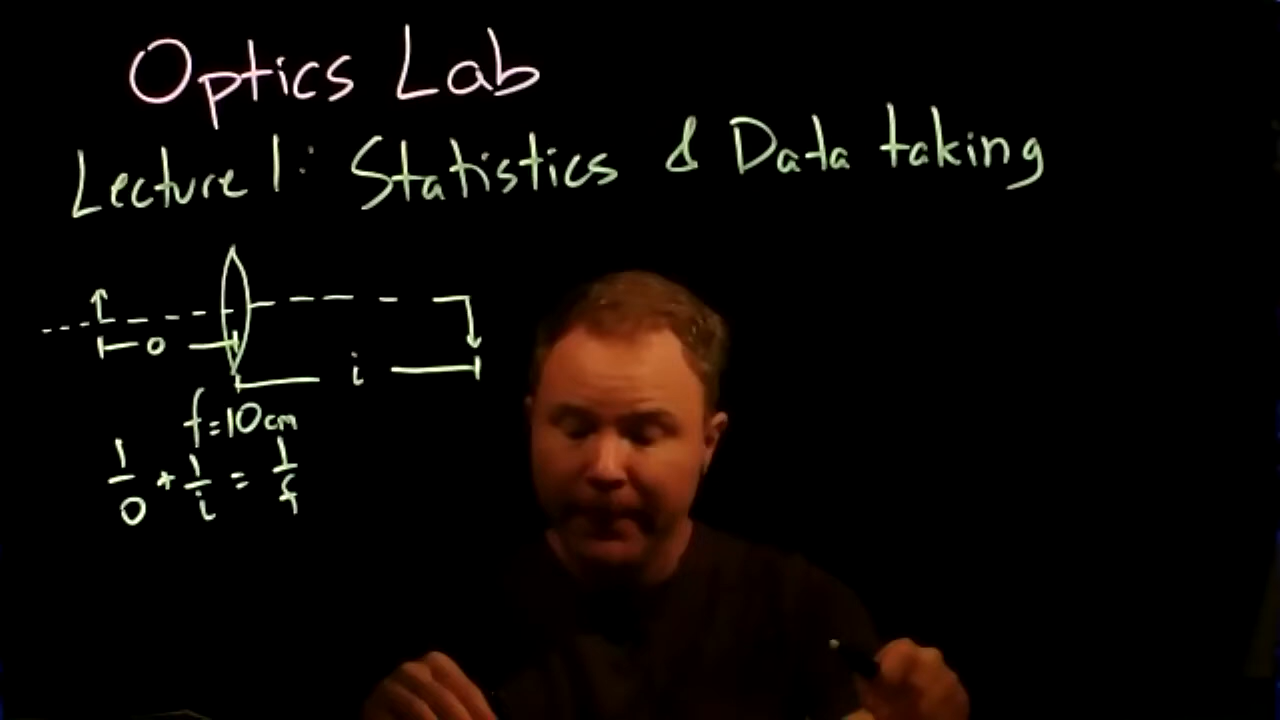 Optics Lab
Lecture 1: Statistics & Data taking
o
i
f=10cm
1/o + 1/i = 1/f